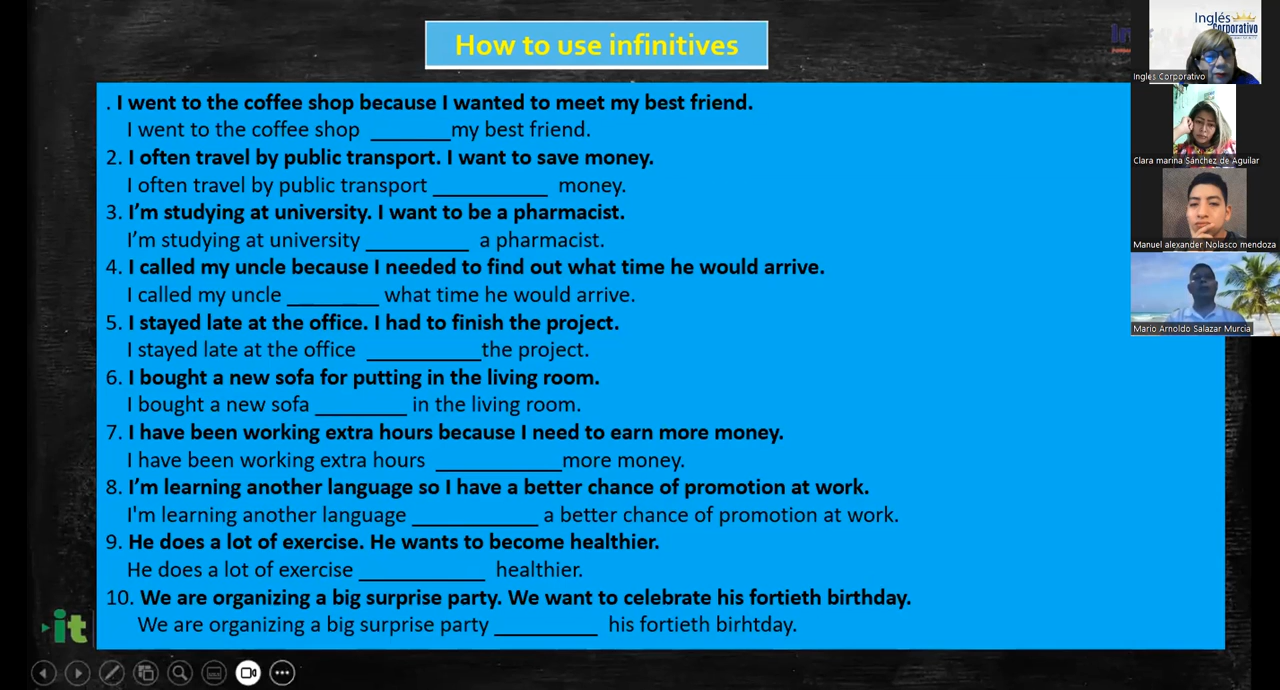 How to use infinitives
. I went to the coffee shop because I wanted to meet my best friend.
I went to the coffee shop ________my best friend.
2. I often travel by public transport. I want to save money.
I often travel by public transport ___________ money.
3. I’m studying at university. I want to be a pharmacist.
I’m studying at university __________ a pharmacist.
4. I called my uncle because I needed to find out what time he would arrive.
I called my uncle _________ what time he would arrive.
5. I stayed late at the office. I had to finish the project.
I stayed late at the office ___________the project.
6. I bought a new sofa for putting in the living room.
I bought a new sofa _________ in the living room.
7. I have been working extra hours because I need to earn more money.
I have been working extra hours ____________more money.
8. I’m learning another language so I have a better chance of promotion at work.
I'm learning another language ____________ a better chance of promotion at work.
9. He does a lot of exercise. He wants to become healthier.
He does a lot of exercise ____________ healthier.
10. We are organizing a big surprise party. We want to celebrate his fortieth birthday.
We are organizing a big surprise party __________ his fortieth birhtday.
it
Inglés
Corporativo
Ingles Corporativo
Clara marina Sánchez de Aguilar
Manuel alexander Nolasco mendoza
Mario Arnoldo Salazar Murcia